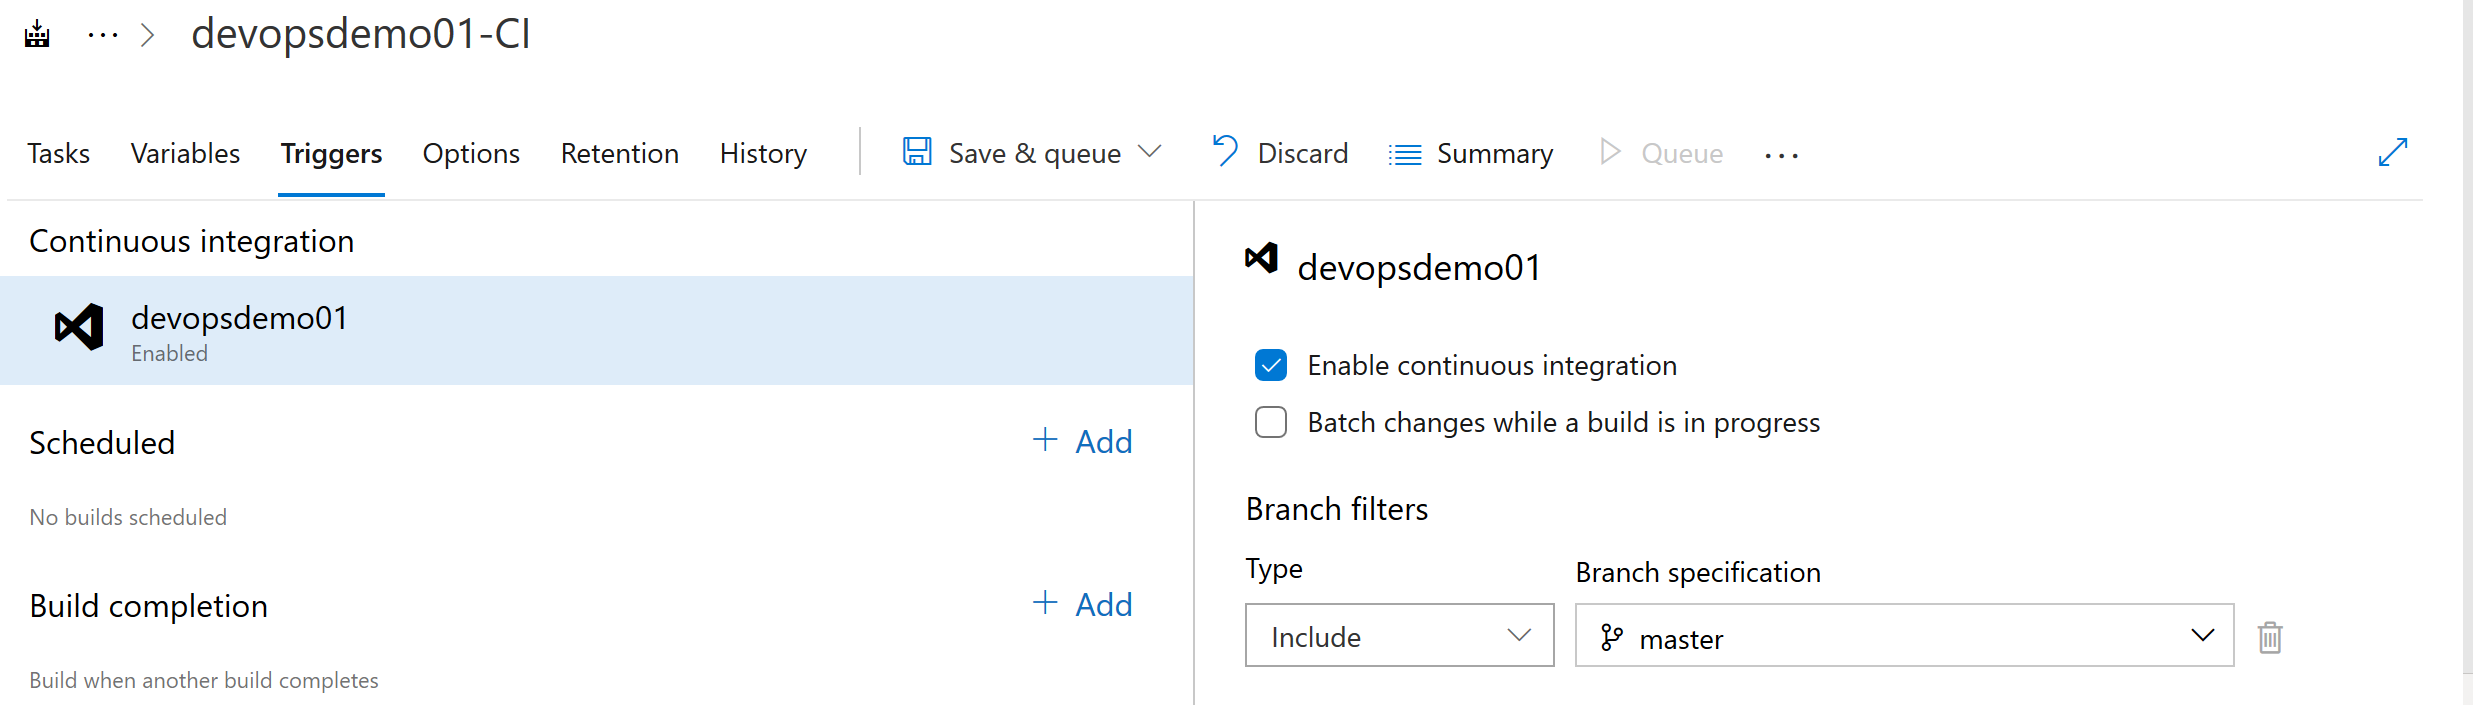 ... > devopsdemo01-CI
Tasks Variables Triggers Options Retention History Save & queue Discard Summary Queue ...
Continuous integration
devopsdemo01
Enabled
Scheduled + Add
No builds scheduled
Build completion + Add
Build when another build completes
devopsdemo01
Enable continuous integration
Batch changes while a build is in progress
Branch filters
Type Branch specification
Include master